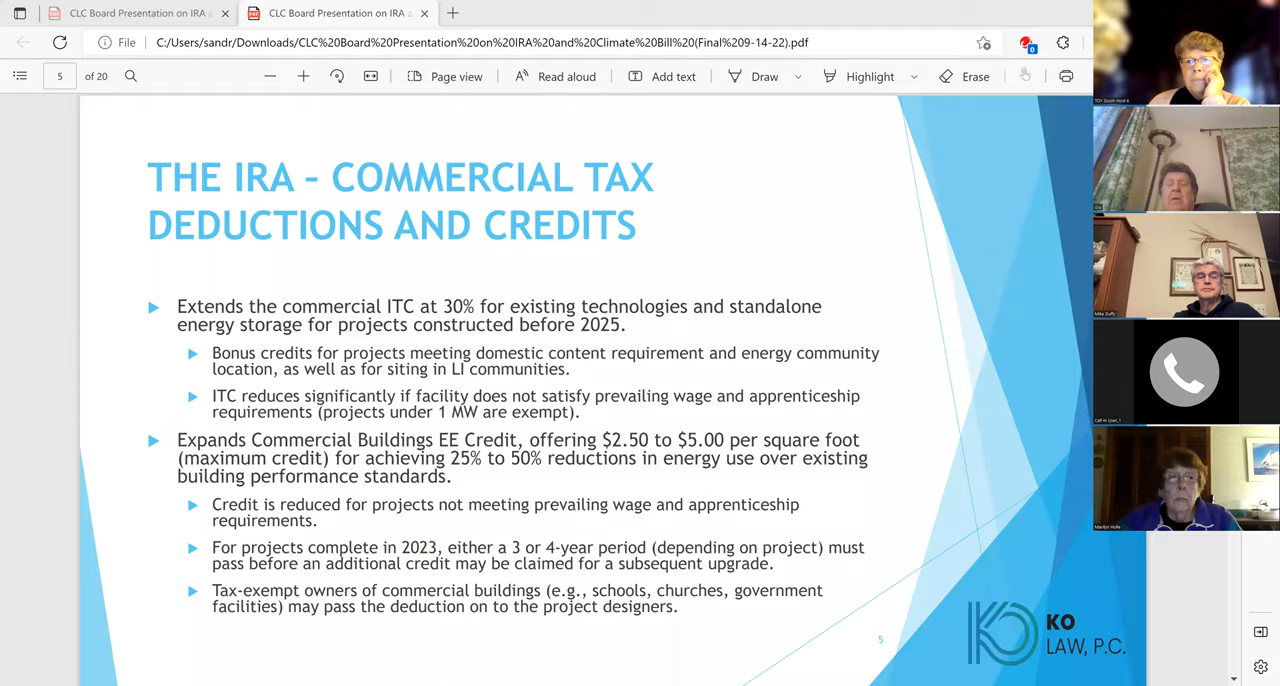 CLC Board Presentation on IRA a
CLC Board Presentation on IRA a
File
C:/Users/sandr/Downloads/CLC%20Board%20Presentation%20on%20IRA%20and%20Climate%20Bill%20(Final%209-14-22).pdf
0
5
of 20
Page view
Read aloud
Add text
Draw
Highlight
Erase
THE IRA – COMMERCIAL TAX
DEDUCTIONS AND CREDITS
Extends the commercial ITC at 30% for existing technologies and standalone
energy storage for projects constructed before 2025.
Bonus credits for projects meeting domestic content requirement and energy community
location, as well as for siting in LI communities.
ITC reduces significantly if facility does not satisfy prevailing wage and apprenticeship
requirements (projects under 1 MW are exempt).
Expands Commercial Buildings EE Credit, offering $2.50 to $5.00 per square foot
(maximum credit) for achieving 25% to 50% reductions in energy use over existing
building performance standards.
Credit is reduced for projects not meeting prevailing wage and apprenticeship
requirements.
For projects complete in 2023, either a 3 or 4-year period (depending on project) must
pass before an additional credit may be claimed for a subsequent upgrade.
Tax-exempt owners of commercial buildings (e.g., schools, churches, government
facilities) may pass the deduction on to the project designers.
5
KO
LAW, P.C.
TOY Zoom Host 6
Mike Duffy
Call-In User_1
Marilyn Holle